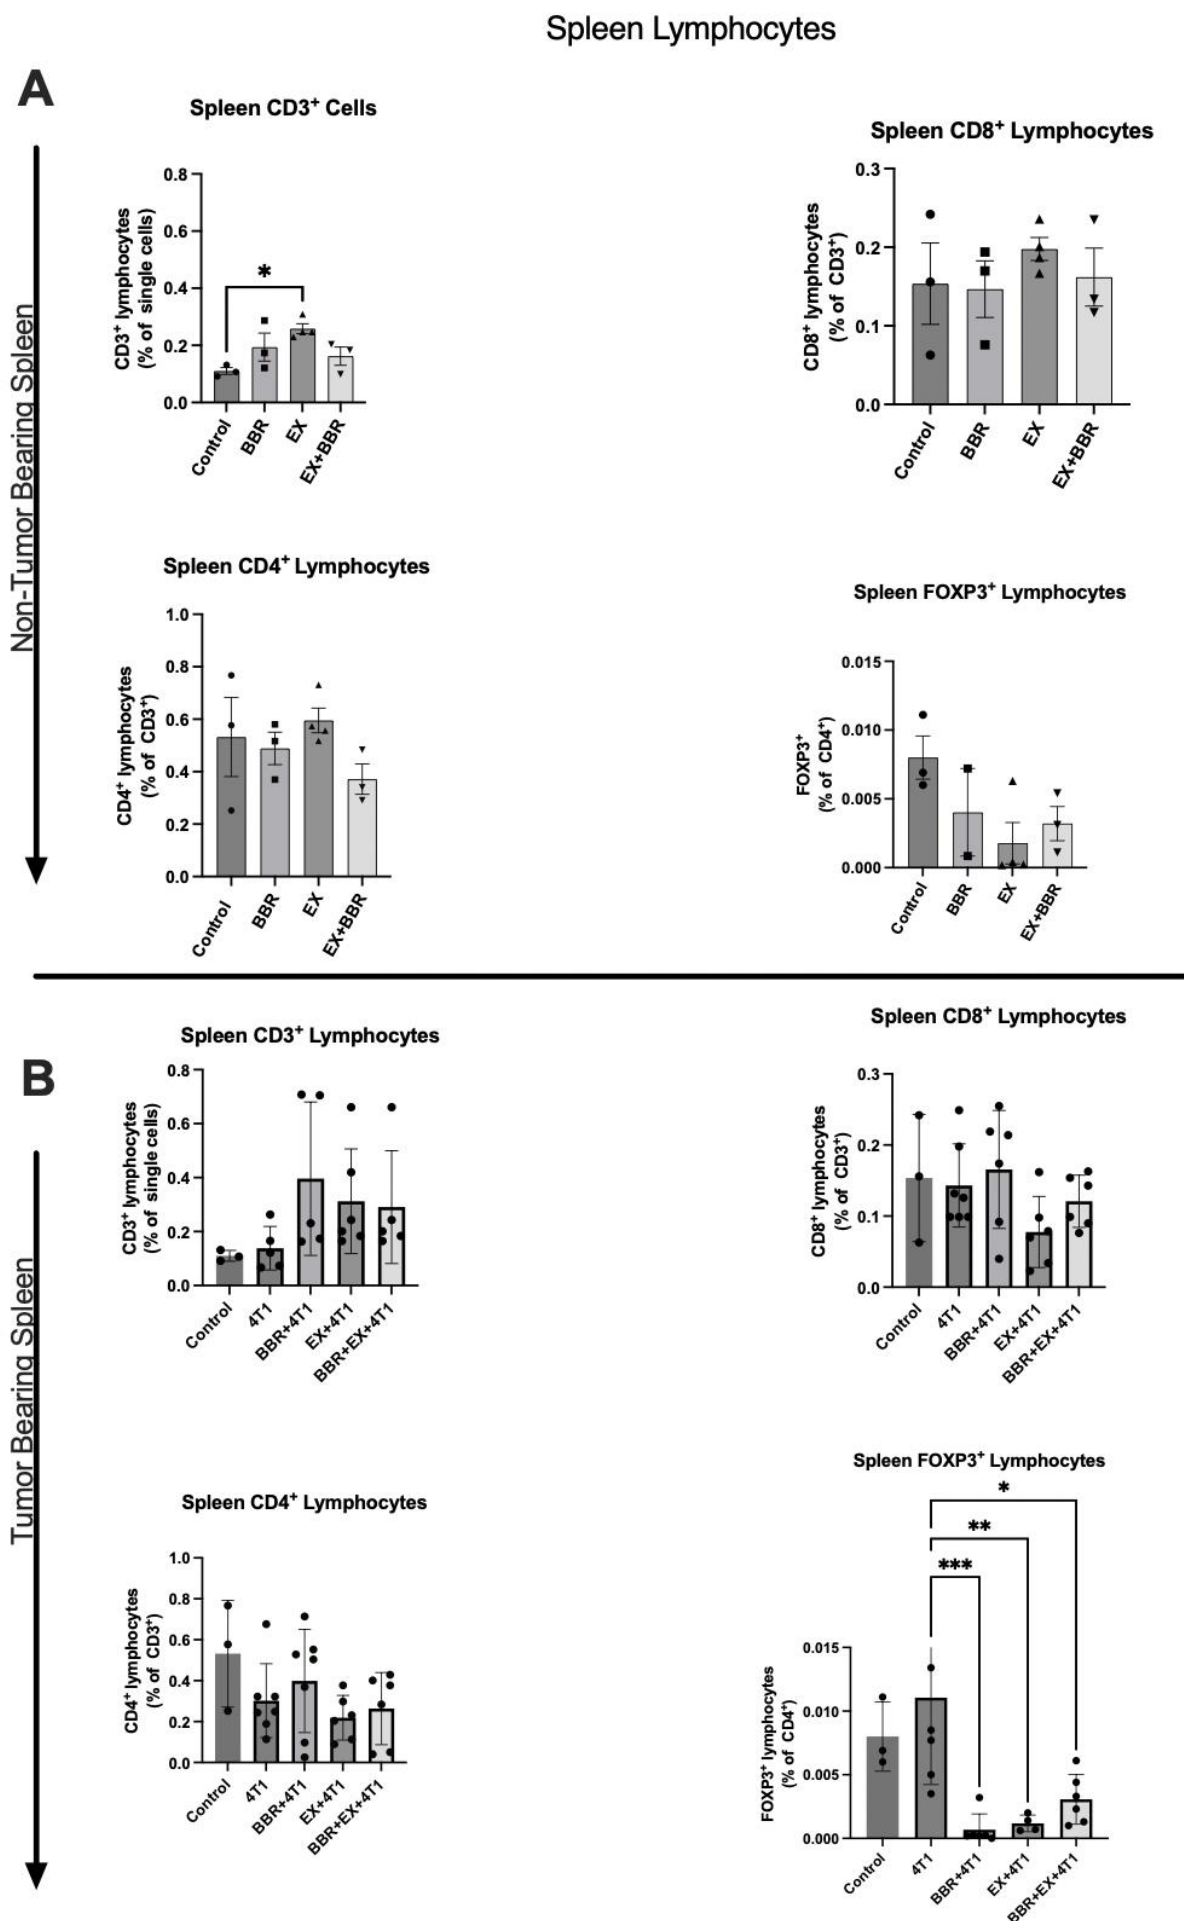 Spleen Lymphocytes
A
Non-Tumor Bearing Spleen
Spleen CD3+ Cells
CD3+ lymphocytes
(% of single cells)
0.8
0.6
0.4
0.2
0.0
*
Control
BBR
EX
EX+BBR
Spleen CD8+ Lymphocytes
CD8+ lymphocytes
(% of CD3+)
0.3
0.2
0.1
0.0
Control
BBR
EX
EX+BBR
Spleen CD4+ Lymphocytes
CD4+ lymphocytes
(% of CD3+)
1.0
0.8
0.6
0.4
0.2
0.0
Control
BBR
EX
EX+BBR
Spleen FOXP3+ Lymphocytes
FOXP3+
(% of CD4+)
0.015
0.010
0.005
0.000
Control
BBR
EX
EX+BBR
B
Tumor Bearing Spleen
Spleen CD3+ Lymphocytes
CD3+ lymphocytes
(% of single cells)
0.8
0.6
0.4
0.2
0.0
Control
4T1
BBR+4T1
EX+4T1
BBR+EX+4T1
Spleen CD8+ Lymphocytes
CD8+ lymphocytes
(% of CD3+)
0.3
0.2
0.1
0.0
Control
4T1
BBR+4T1
EX+4T1
BBR+EX+4T1
Spleen CD4+ Lymphocytes
CD4+ lymphocytes
(% of CD3+)
1.0
0.8
0.6
0.4
0.2
0.0
Control
4T1
BBR+4T1
EX+4T1
BBR+EX+4T1
Spleen FOXP3+ Lymphocytes
*
**
***
FOXP3+ lymphocytes
(% of CD4+)
0.015
0.010
0.005
0.000
Control
4T1
BBR+4T1
EX+4T1
BBR+EX+4T1